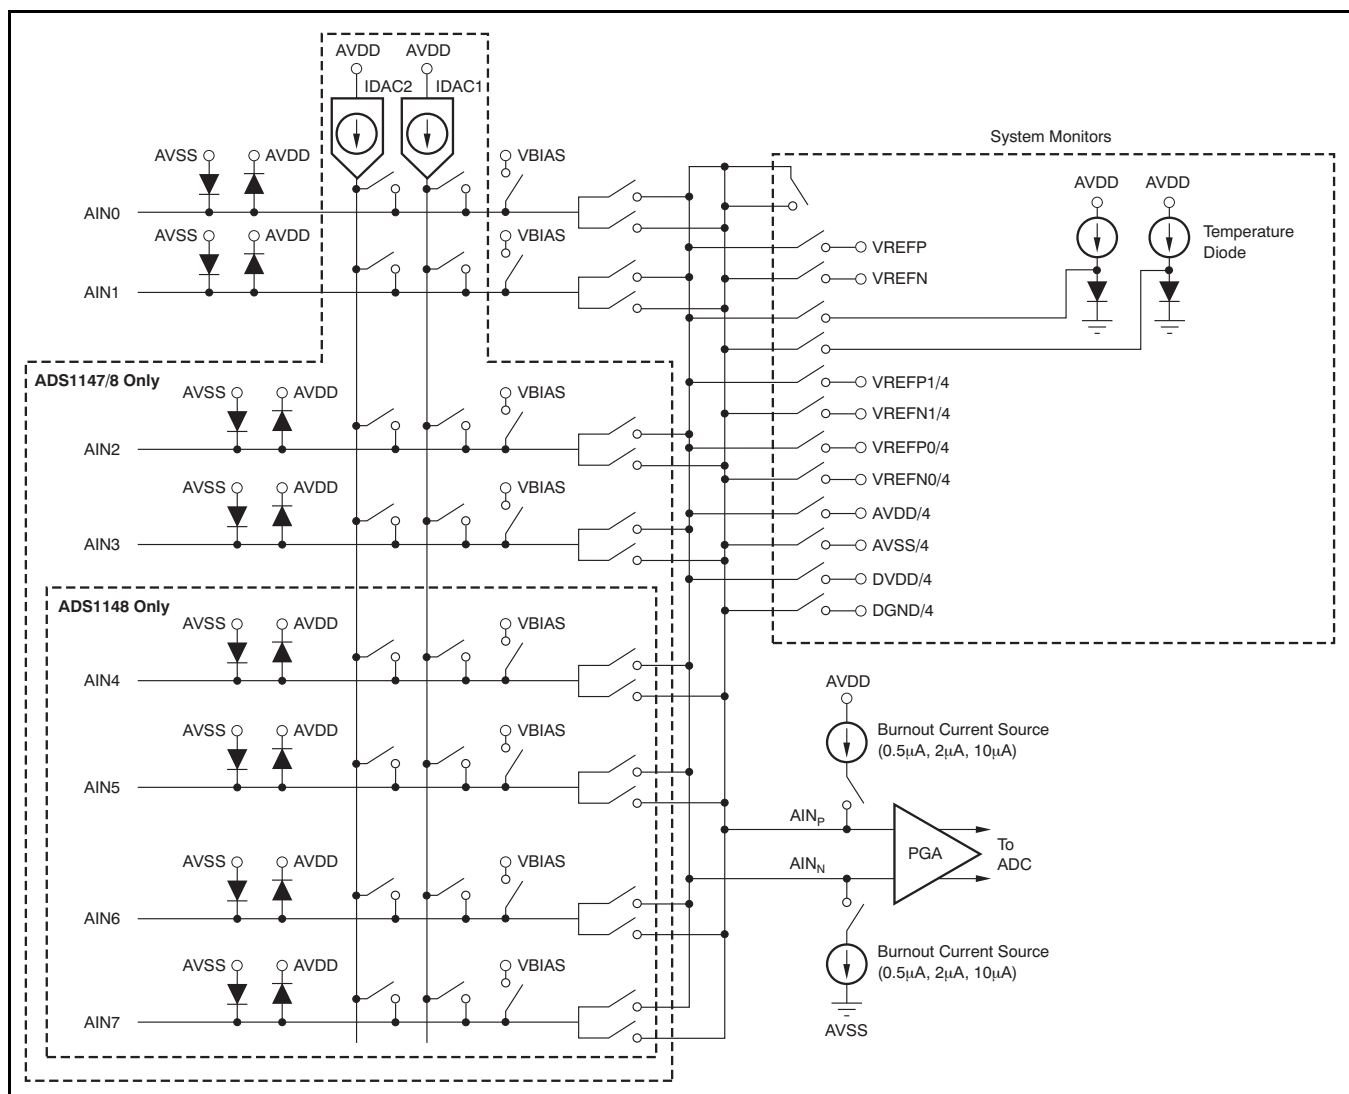 AVDD AVDD
IDAC2 IDAC1
System Monitors
AVSS AVDD VBIAS
AIN0
AVDD AVDD
Temperature
Diode
AVSS AVDD VBIAS
AIN1
VREFP
VREFN
ADS1147/8 Only
AVSS AVDD VBIAS
AIN2
VREFP1/4
VREFN1/4
VREFP0/4
VREFN0/4
AVSS AVDD VBIAS
AIN3
AVDD/4
AVSS/4
DVDD/4
DGND/4
ADS1148 Only
AVSS AVDD VBIAS
AIN4
AVSS AVDD VBIAS
AIN5
AVDD
Burnout Current Source
(0.5μA, 2μA, 10μA)
AINP
PGA
To
ADC
AINN
AVSS AVDD VBIAS
AIN6
AVSS AVDD VBIAS
AIN7
Burnout Current Source
(0.5μA, 2μA, 10μA)
AVSS